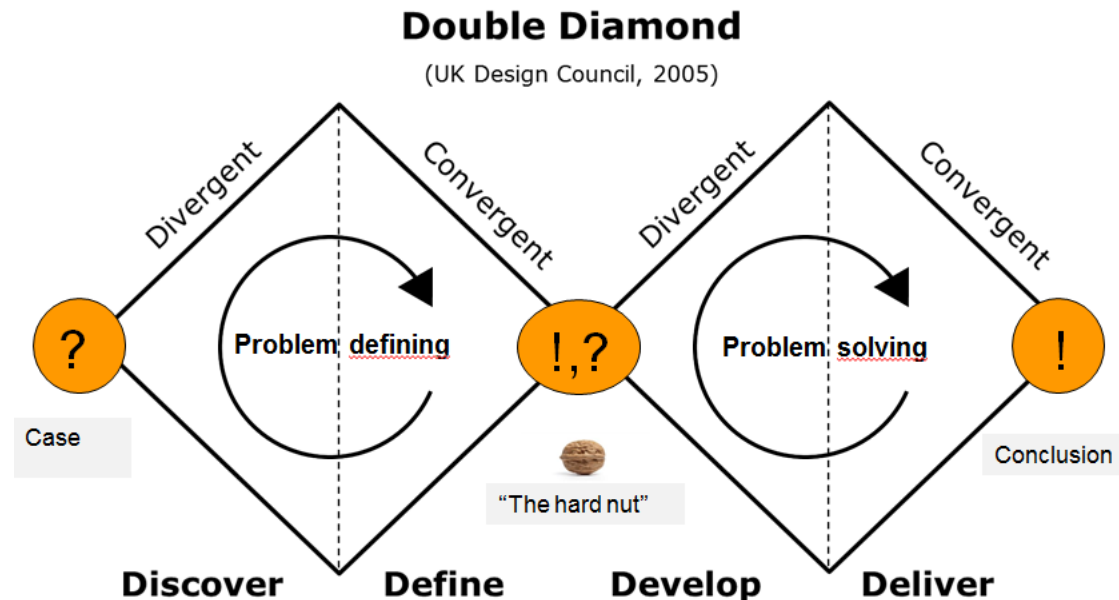 Double Diamond
(UK Design Council, 2005)
Divergent
Convergent
Divergent
Convergent
?
Problem defining
!,?
Problem solving
!
Case
“The hard nut”
Conclusion
Discover
Define
Develop
Deliver